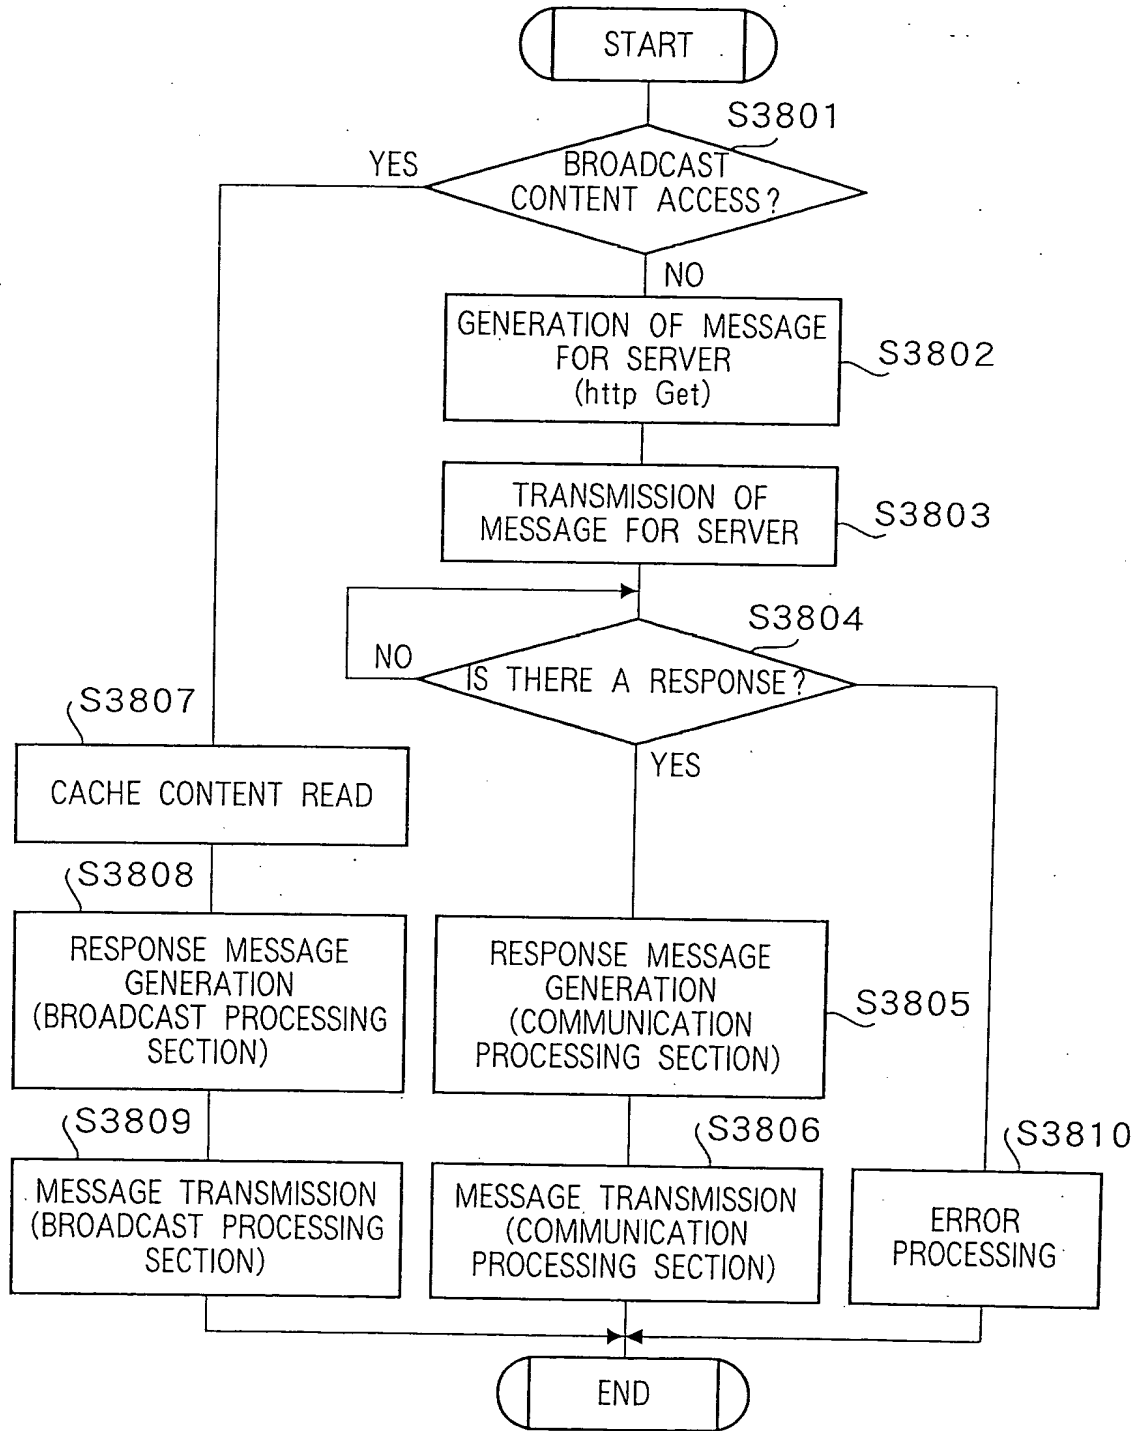 START
S3801
YES
BROADCAST
CONTENT ACCESS?
NO
GENERATION OF MESSAGE
FOR SERVER
(http Get)
S3802
TRANSMISSION OF
MESSAGE FOR SERVER
S3803
S3804
NO
IS THERE A RESPONSE?
YES
S3807
CACHE CONTENT READ
S3808
RESPONSE MESSAGE
GENERATION
(BROADCAST PROCESSING
SECTION)
RESPONSE MESSAGE
GENERATION
(COMMUNICATION
PROCESSING SECTION)
S3805
S3809
MESSAGE TRANSMISSION
(BROADCAST PROCESSING
SECTION)
S3806
MESSAGE TRANSMISSION
(COMMUNICATION
PROCESSING SECTION)
S3810
ERROR
PROCESSING
END